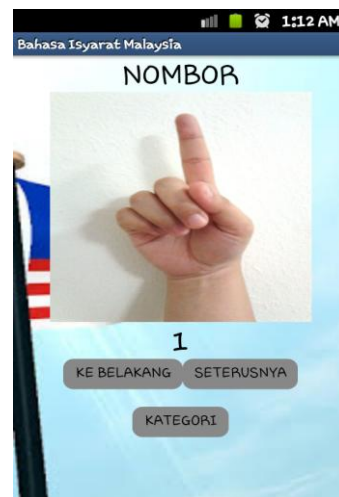 1:12 AM
Bahasa Isyarat Malaysia
NOMBOR
1
KE BELAKANG SETERUSNYA
KATEGORI